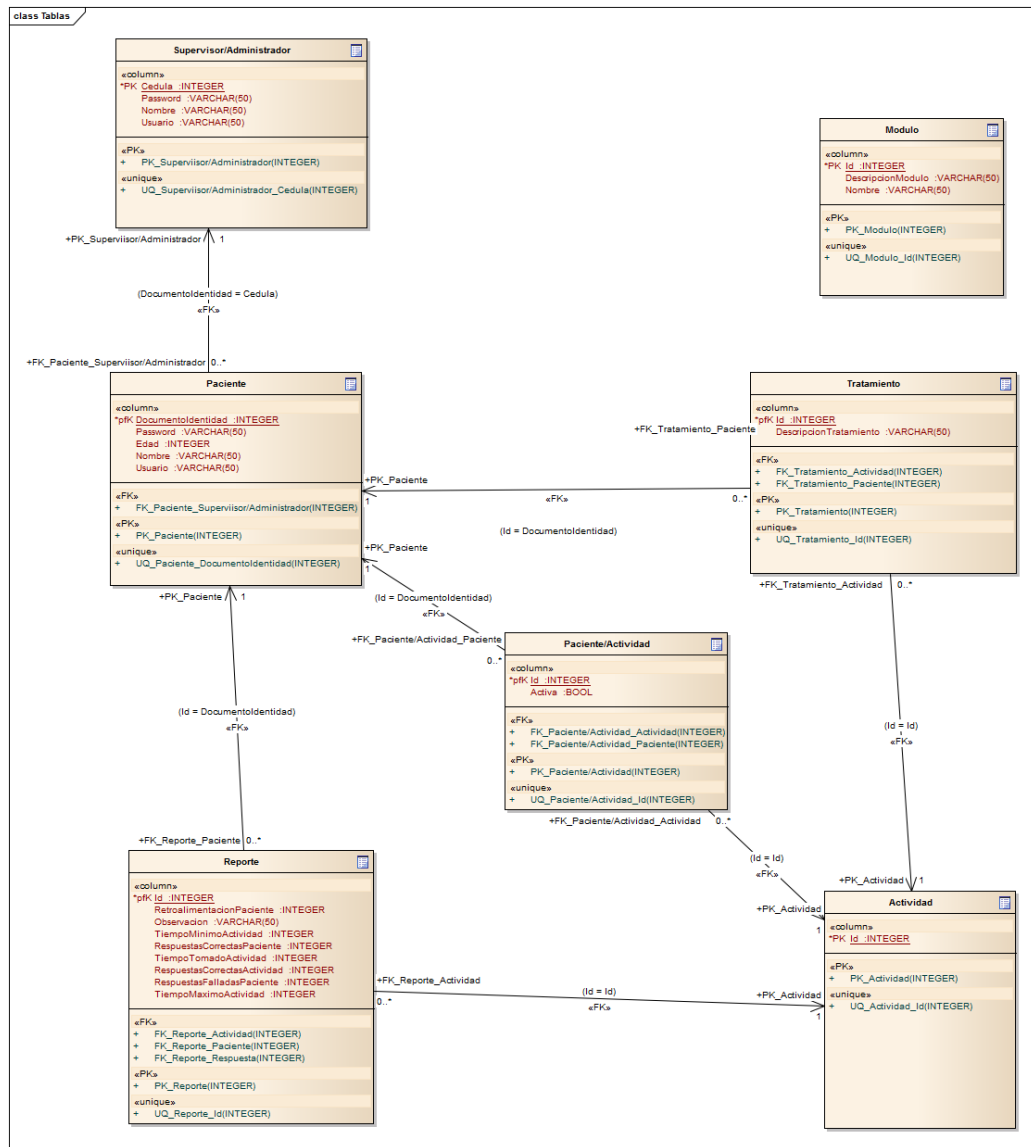 class Tablas
Supervisor/Administrador
«column»
*PK Cedula :INTEGER
Password :VARCHAR(50)
Nombre :VARCHAR(50)
Usuario :VARCHAR(50)
«PK»
+ PK_Superviisor/Administrador(INTEGER)
«unique»
+ UQ_Superviisor/Administrador_Cedula(INTEGER)
Modulo
«column»
*PK Id :INTEGER
DescripcionModulo :VARCHAR(50)
Nombre :VARCHAR(50)
«PK»
+ PK_Modulo(INTEGER)
«unique»
+ UQ_Modulo_Id(INTEGER)
+PK_Superviisor/Administrador 1
(DocumentoIdentidad = Cedula)
«FK»
+FK_Paciente_Superviisor/Administrador 0..*
Paciente
«column»
*pfK DocumentoIdentidad :INTEGER
Password :VARCHAR(50)
Edad :INTEGER
Nombre :VARCHAR(50)
Usuario :VARCHAR(50)
«FK»
+ FK_Paciente_Superviisor/Administrador(INTEGER)
«PK»
+ PK_Paciente(INTEGER)
«unique»
+ UQ_Paciente_DocumentoIdentidad(INTEGER)
Tratamiento
«column»
*pfK Id :INTEGER
DescripcionTratamiento :VARCHAR(50)
«FK»
+ FK_Tratamiento_Actividad(INTEGER)
+ FK_Tratamiento_Paciente(INTEGER)
«PK»
+ PK_Tratamiento(INTEGER)
«unique»
+ UQ_Tratamiento_Id(INTEGER)
+FK_Tratamiento_Paciente
+PK_Paciente
1
«FK»
0..*
(Id = DocumentoIdentidad)
+PK_Paciente
1
(Id = DocumentoIdentidad)
«FK»
+FK_Paciente/Actividad_Paciente
0..*
+FK_Tratamiento_Actividad 0..*
+PK_Paciente 1
Paciente/Actividad
«column»
*pfK Id :INTEGER
Activa :BOOL
«FK»
+ FK_Paciente/Actividad_Actividad(INTEGER)
+ FK_Paciente/Actividad_Paciente(INTEGER)
«PK»
+ PK_Paciente/Actividad(INTEGER)
«unique»
+ UQ_Paciente/Actividad_Id(INTEGER)
(Id = DocumentoIdentidad)
«FK»
(Id = Id)
«FK»
+FK_Paciente/Actividad_Actividad 0..*
(Id = Id)
«FK»
+PK_Actividad 1
+PK_Actividad
1
+FK_Reporte_Paciente 0..*
Reporte
«column»
*pfK Id :INTEGER
RetroalimentacionPaciente :INTEGER
Observacion :VARCHAR(50)
TiempoMinimoActividad :INTEGER
RespuestasCorrectasPaciente :INTEGER
TiempoTomadoActividad :INTEGER
RespuestasCorrectasActividad :INTEGER
RespuestasFalladasPaciente :INTEGER
TiempoMaximoActividad :INTEGER
«FK»
+ FK_Reporte_Actividad(INTEGER)
+ FK_Reporte_Paciente(INTEGER)
+ FK_Reporte_Respuesta(INTEGER)
«PK»
+ PK_Reporte(INTEGER)
«unique»
+ UQ_Reporte_Id(INTEGER)
+FK_Reporte_Actividad
0..*
(Id = Id)
«FK»
+PK_Actividad
1
Actividad
«column»
*PK Id :INTEGER
«PK»
+ PK_Actividad(INTEGER)
«unique»
+ UQ_Actividad_Id(INTEGER)